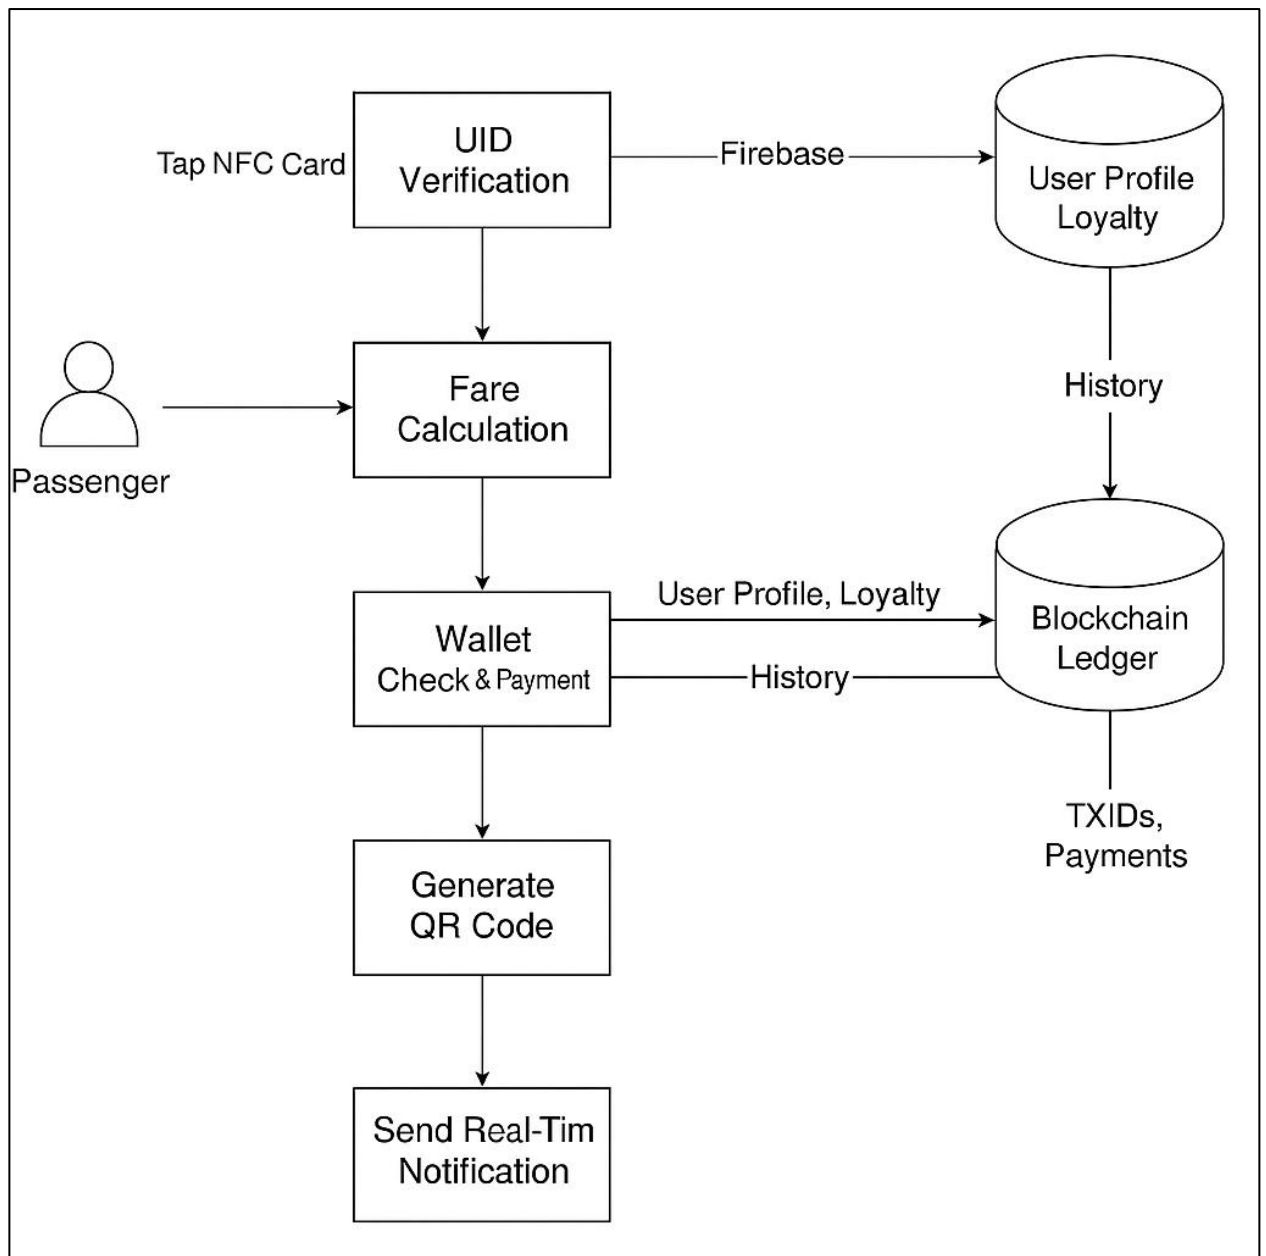 UID
Verification
Tap NFC Card
Firebase
User Profile
Loyalty
Fare
Calculation
History
Passenger
User Profile, Loyalty
Wallet
Check & Payment
History
Blockchain
Ledger
TXIDs,
Payments
Generate
QR Code
Send Real-Tim
Notification